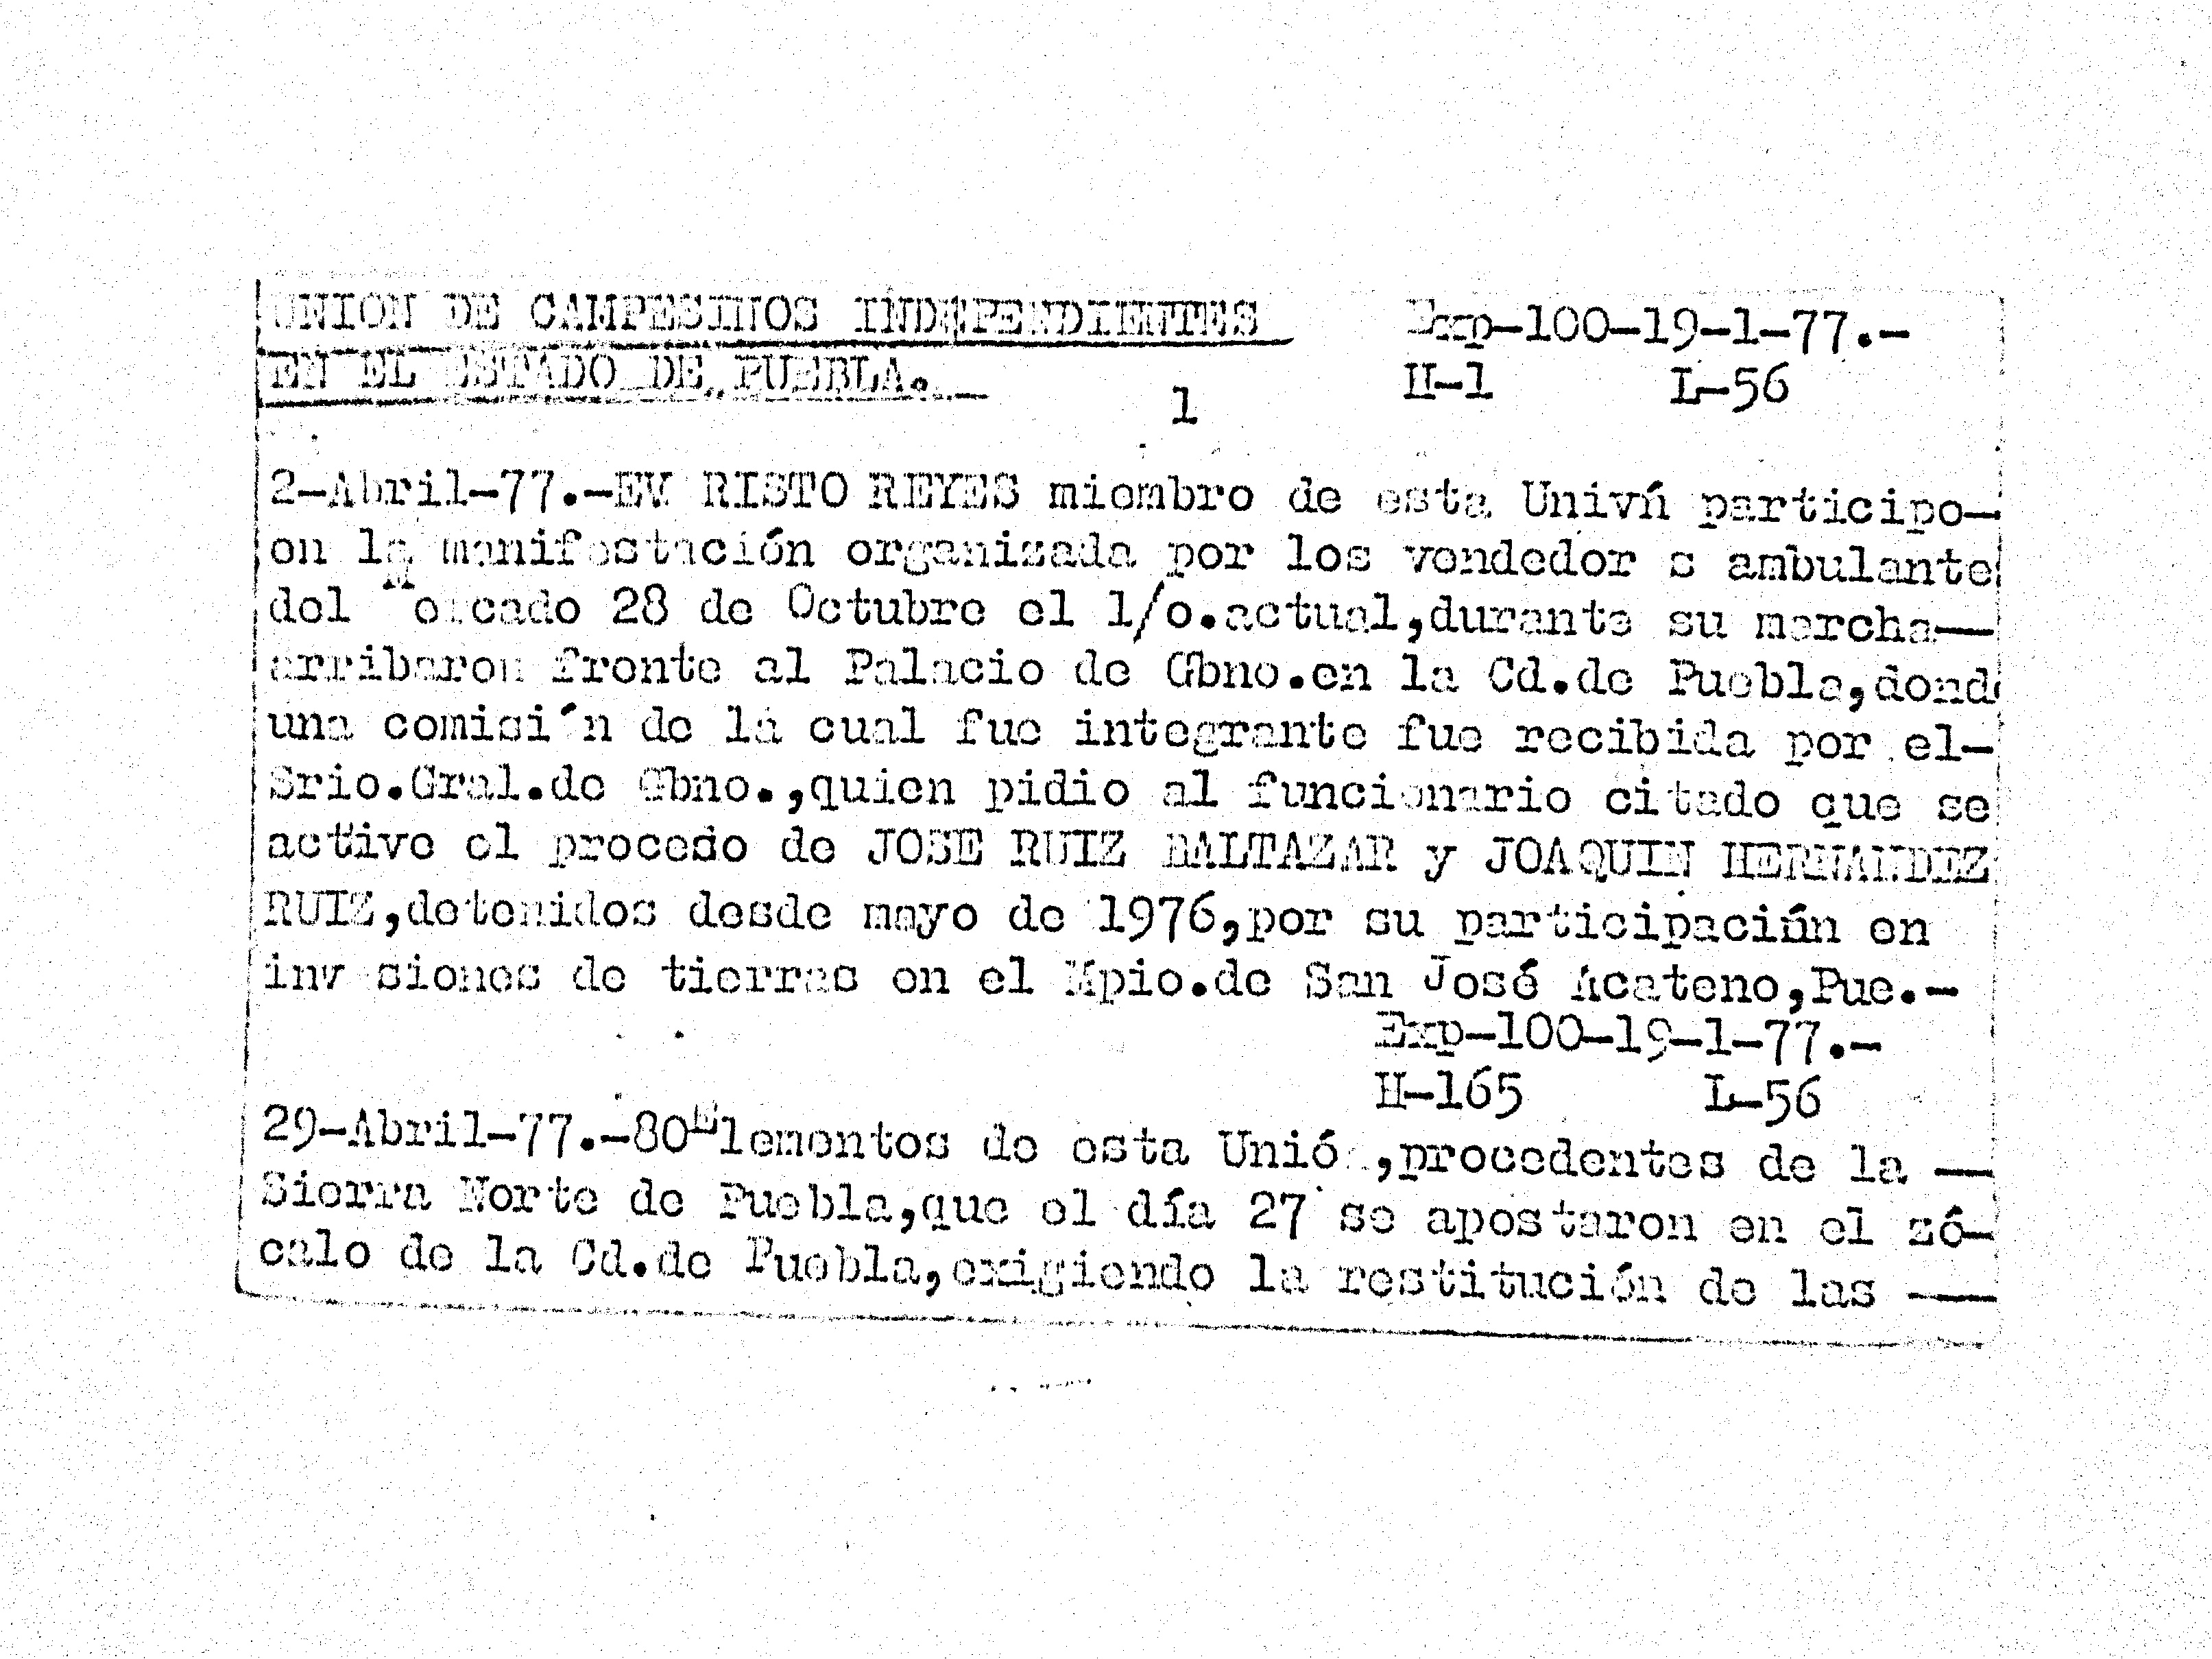 UNION DE CAMPESINOS INDEPENDIENTES Exp-100-19-1-77.-
EN EL ESTADO DE PUEBLA.- H-1 L-56
1
2-Abril-77.-EV RISTO REYES miembro de esta Univń participo-
en la manifestación organizada por los vendedor s ambulante
del Mercado 28 de Octubre el 1/o.actual,durante su marcha—
arribaron frente al Palacio de Gbno.en la Cd.de Puebla,donde
una comisi´n de la cual fue integrante fue recibida por el-
Srio.Gral.de Gbno.,quien pidio al funcionario citado que se
active el proceso de JOSE RUIZ BALTAZAR y JOAQUIN HERNANDEZ
RUIZ,detenidos desde mayo de 1976,por su participación en
inv siones de tierras en el Mpio.de San José Acateno,Pue.-
Exp-100-19-1-77.-
H-165 L-56
29-Abril-77.-80 Elementos de esta Unió ,procedentes de la —
Sierra Norte de Puebla,que el día 27 se apostaron en el zó-
calo de la Cd.de Puebla,exigiendo la restitución de las —